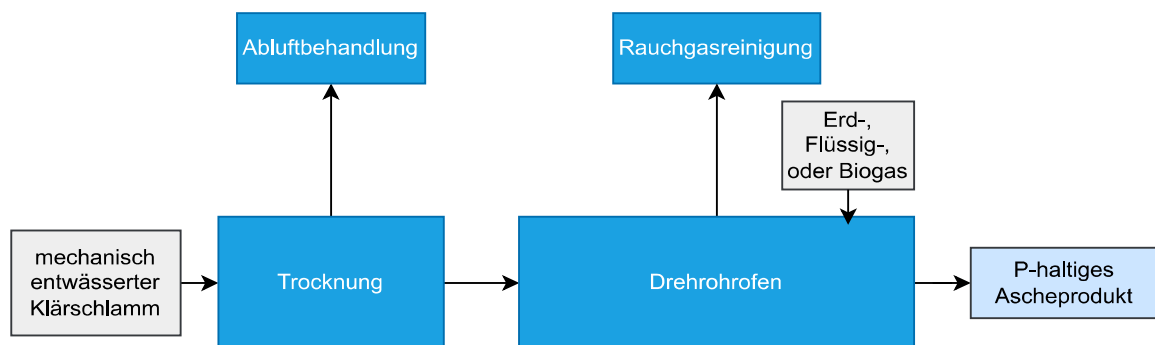 Abluftbehandlung
Rauchgasreinigung
Erd-,
Flüssig-,
oder Biogas
mechanisch
entwässerter
Klärschlamm
Trocknung
Drehrohrofen
P-haltiges
Ascheprodukt